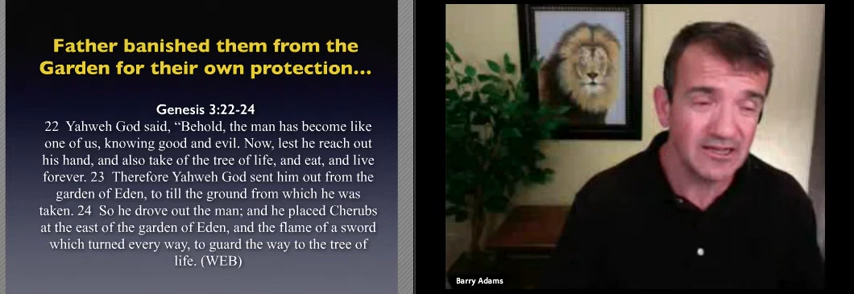 Father banished them from the
Garden for their own protection...
Genesis 3:22-24
22 Yahweh God said, “Behold, the man has become like
one of us, knowing good and evil. Now, lest he reach out
his hand, and also take of the tree of life, and eat, and live
forever. 23 Therefore Yahweh God sent him out from the
garden of Eden, to till the ground from which he was
taken. 24 So he drove out the man; and he placed Cherubs
at the east of the garden of Eden, and the flame of a sword
which turned every way, to guard the way to the tree of
life. (WEB)
Barry Adams